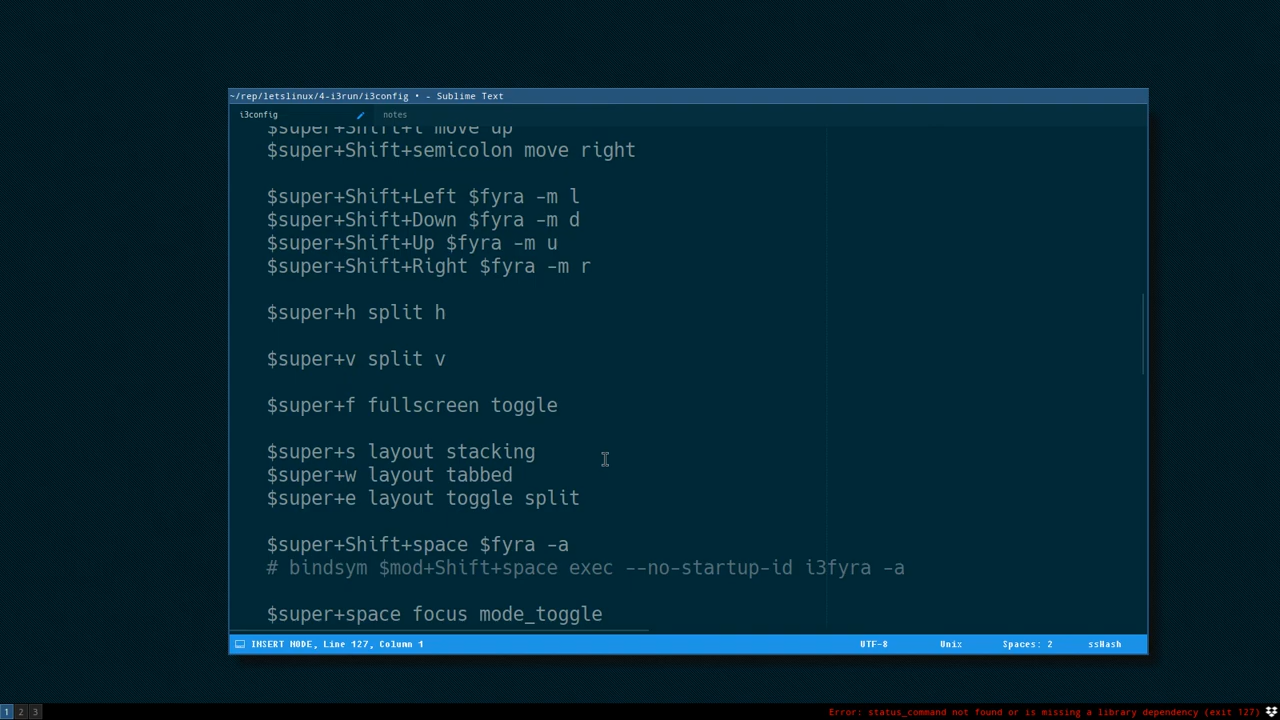 ~/rep/letslinux/4-i3run/i3config • - Sublime Text
i3config
notes
$super+Shift+l move up
$super+Shift+semicolon move right
$super+Shift+Left $fyra -m l
$super+Shift+Down $fyra -m d
$super+Shift+Up $fyra -m u
$super+Shift+Right $fyra -m r
$super+h split h
$super+v split v
$super+f fullscreen toggle
$super+s layout stacking
$super+w layout tabbed
$super+e layout toggle split
$super+Shift+space $fyra -a
# bindsym $mod+Shift+space exec --no-startup-id i3fyra -a
$super+space focus mode_toggle
INSERT MODE, Line 127, Column 1
UTF-8
Unix
Spaces: 2
ssHash
1 2 3
Error: status_command not found or is missing a library dependency (exit 127)